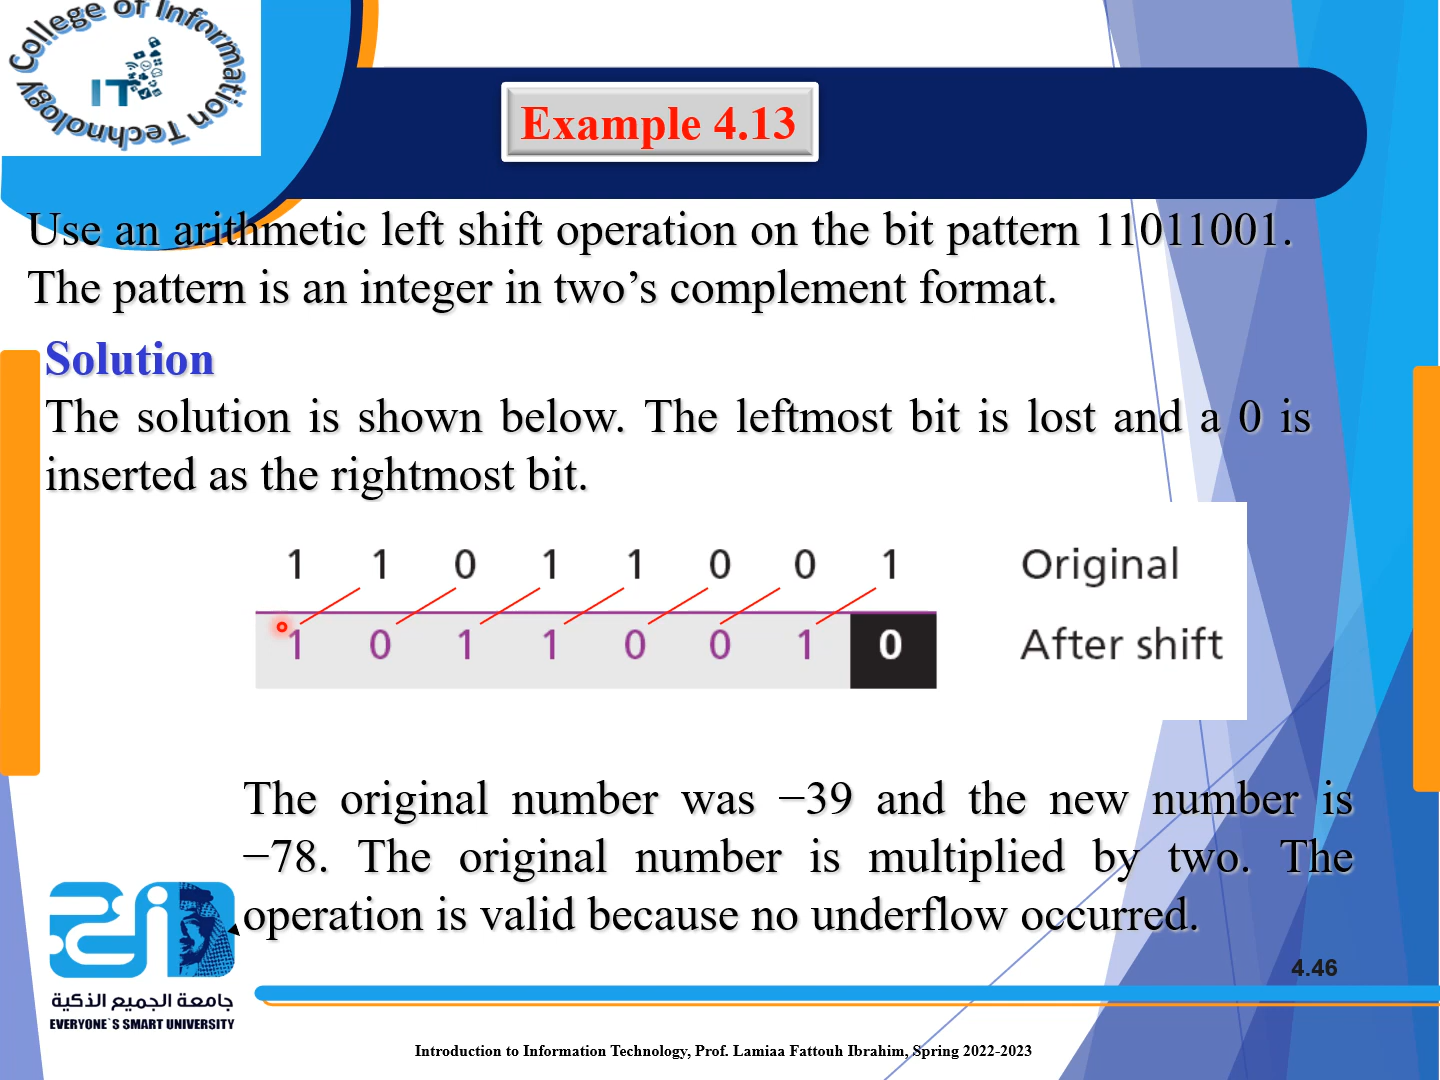 College of Information Technology
IT
Example 4.13
Use an arithmetic left shift operation on the bit pattern 11011001.
The pattern is an integer in two’s complement format.
Solution
The solution is shown below. The leftmost bit is lost and a 0 is
inserted as the rightmost bit.
1 1 0 1 1 0 0 1 Original
1 0 1 1 0 0 1 0 After shift
The original number was −39 and the new number is
−78. The original number is multiplied by two. The
operation is valid because no underflow occurred.
4.46
جامعة الجميع الذكية
EVERYONE`S SMART UNIVERSITY
Introduction to Information Technology, Prof. Lamiaa Fattouh Ibrahim, Spring 2022-2023